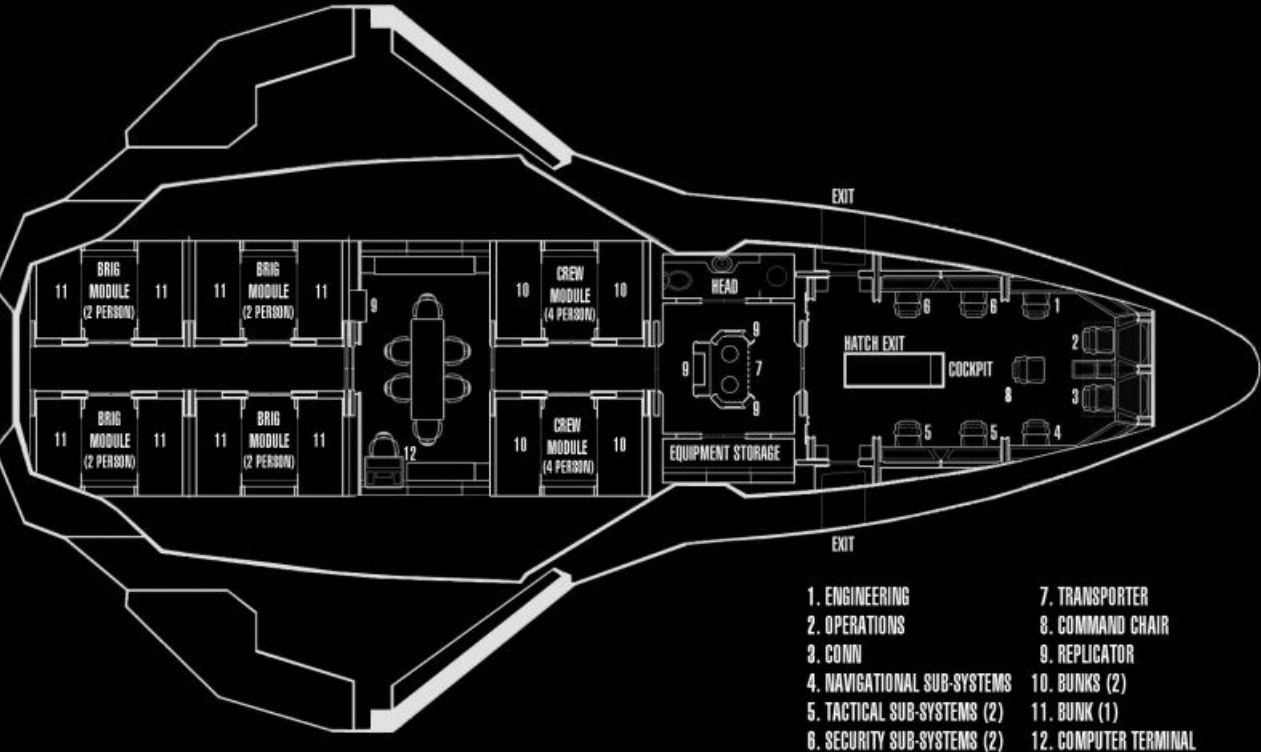 EXIT
BRIG
MODULE
(2 PERSON)
11
11
BRIG
MODULE
(2 PERSON)
11
11
9
CREW
MODULE
(4 PERSON)
10
10
HEAD
6
6
1
2
9
9
7
9
HATCH EXIT
COCKPIT
8
3
BRIG
MODULE
(2 PERSON)
11
11
BRIG
MODULE
(2 PERSON)
11
11
12
CREW
MODULE
(4 PERSON)
10
10
EQUIPMENT STORAGE
5
5
4
EXIT
1. ENGINEERING
2. OPERATIONS
3. CONN
4. NAVIGATIONAL SUB-SYSTEMS
5. TACTICAL SUB-SYSTEMS (2)
6. SECURITY SUB-SYSTEMS (2)
7. TRANSPORTER
8. COMMAND CHAIR
9. REPLICATOR
10. BUNKS (2)
11. BUNK (1)
12. COMPUTER TERMINAL